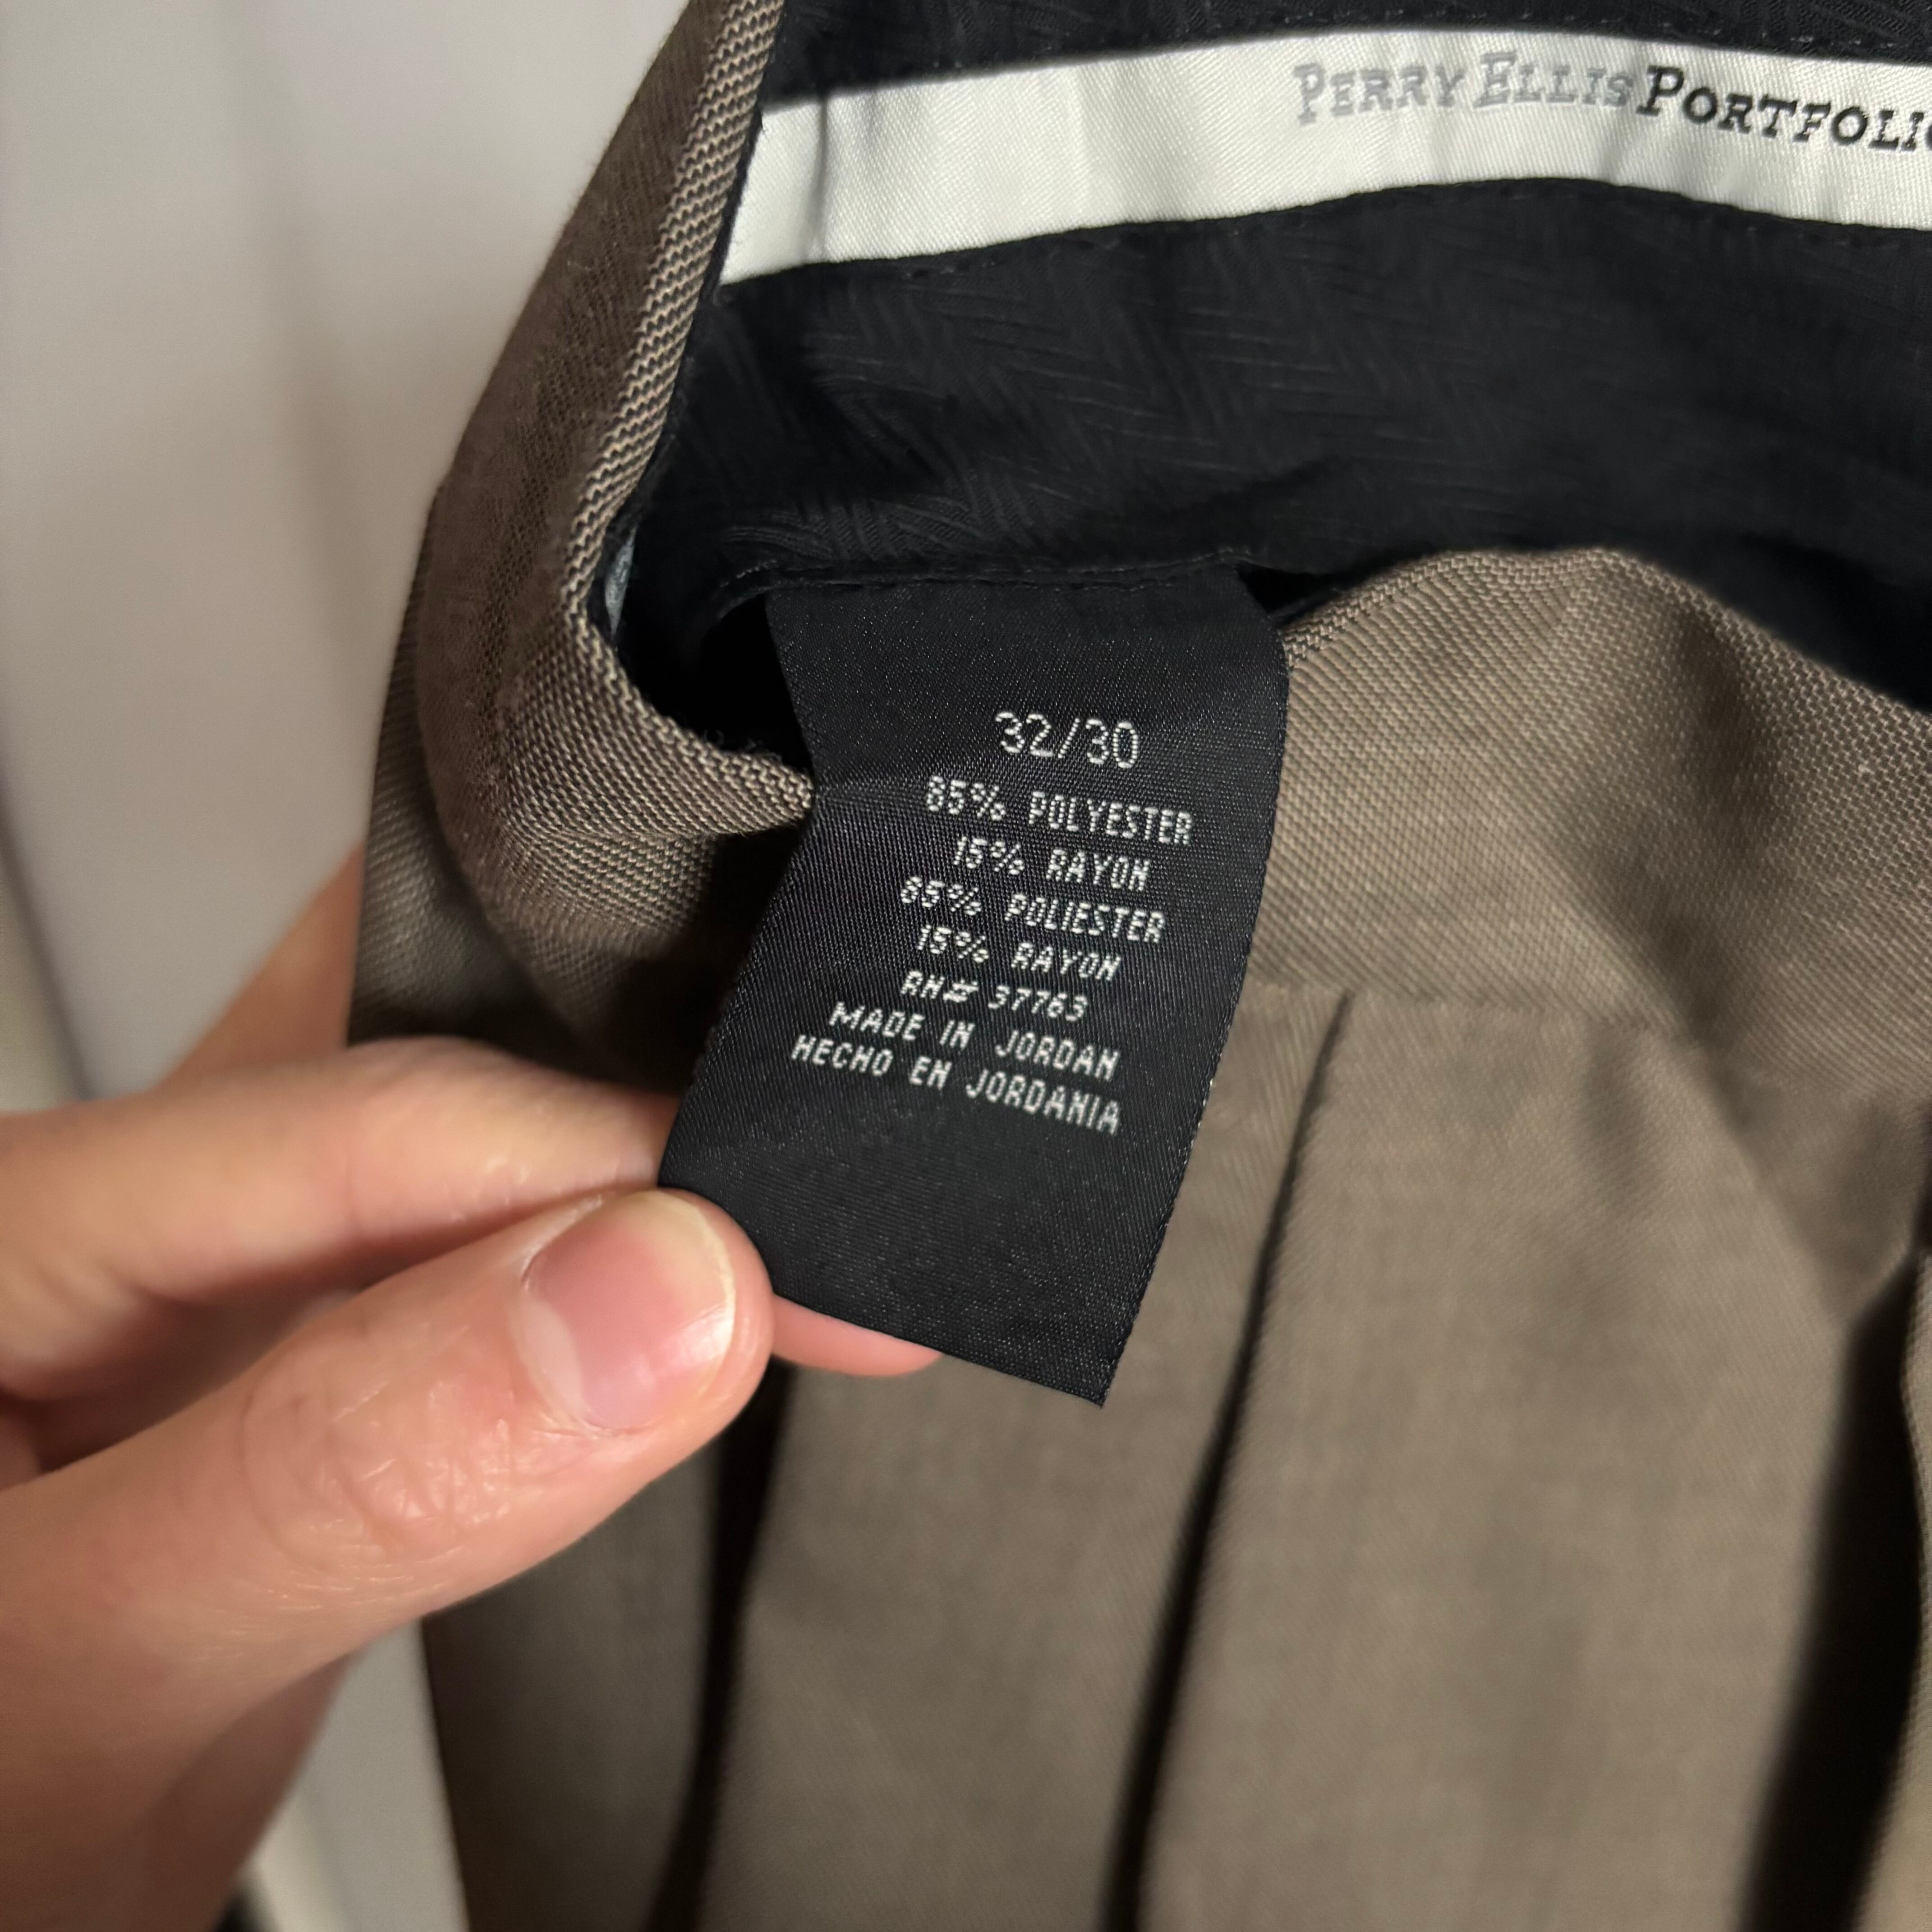 PERRY ELLIS PORTFOLIO
32/30
85% POLYESTER
15% RAYON
85% POLIESTER
15% RAYON
RN# 37763
MADE IN JORDAN
HECHO EN JORDANIA